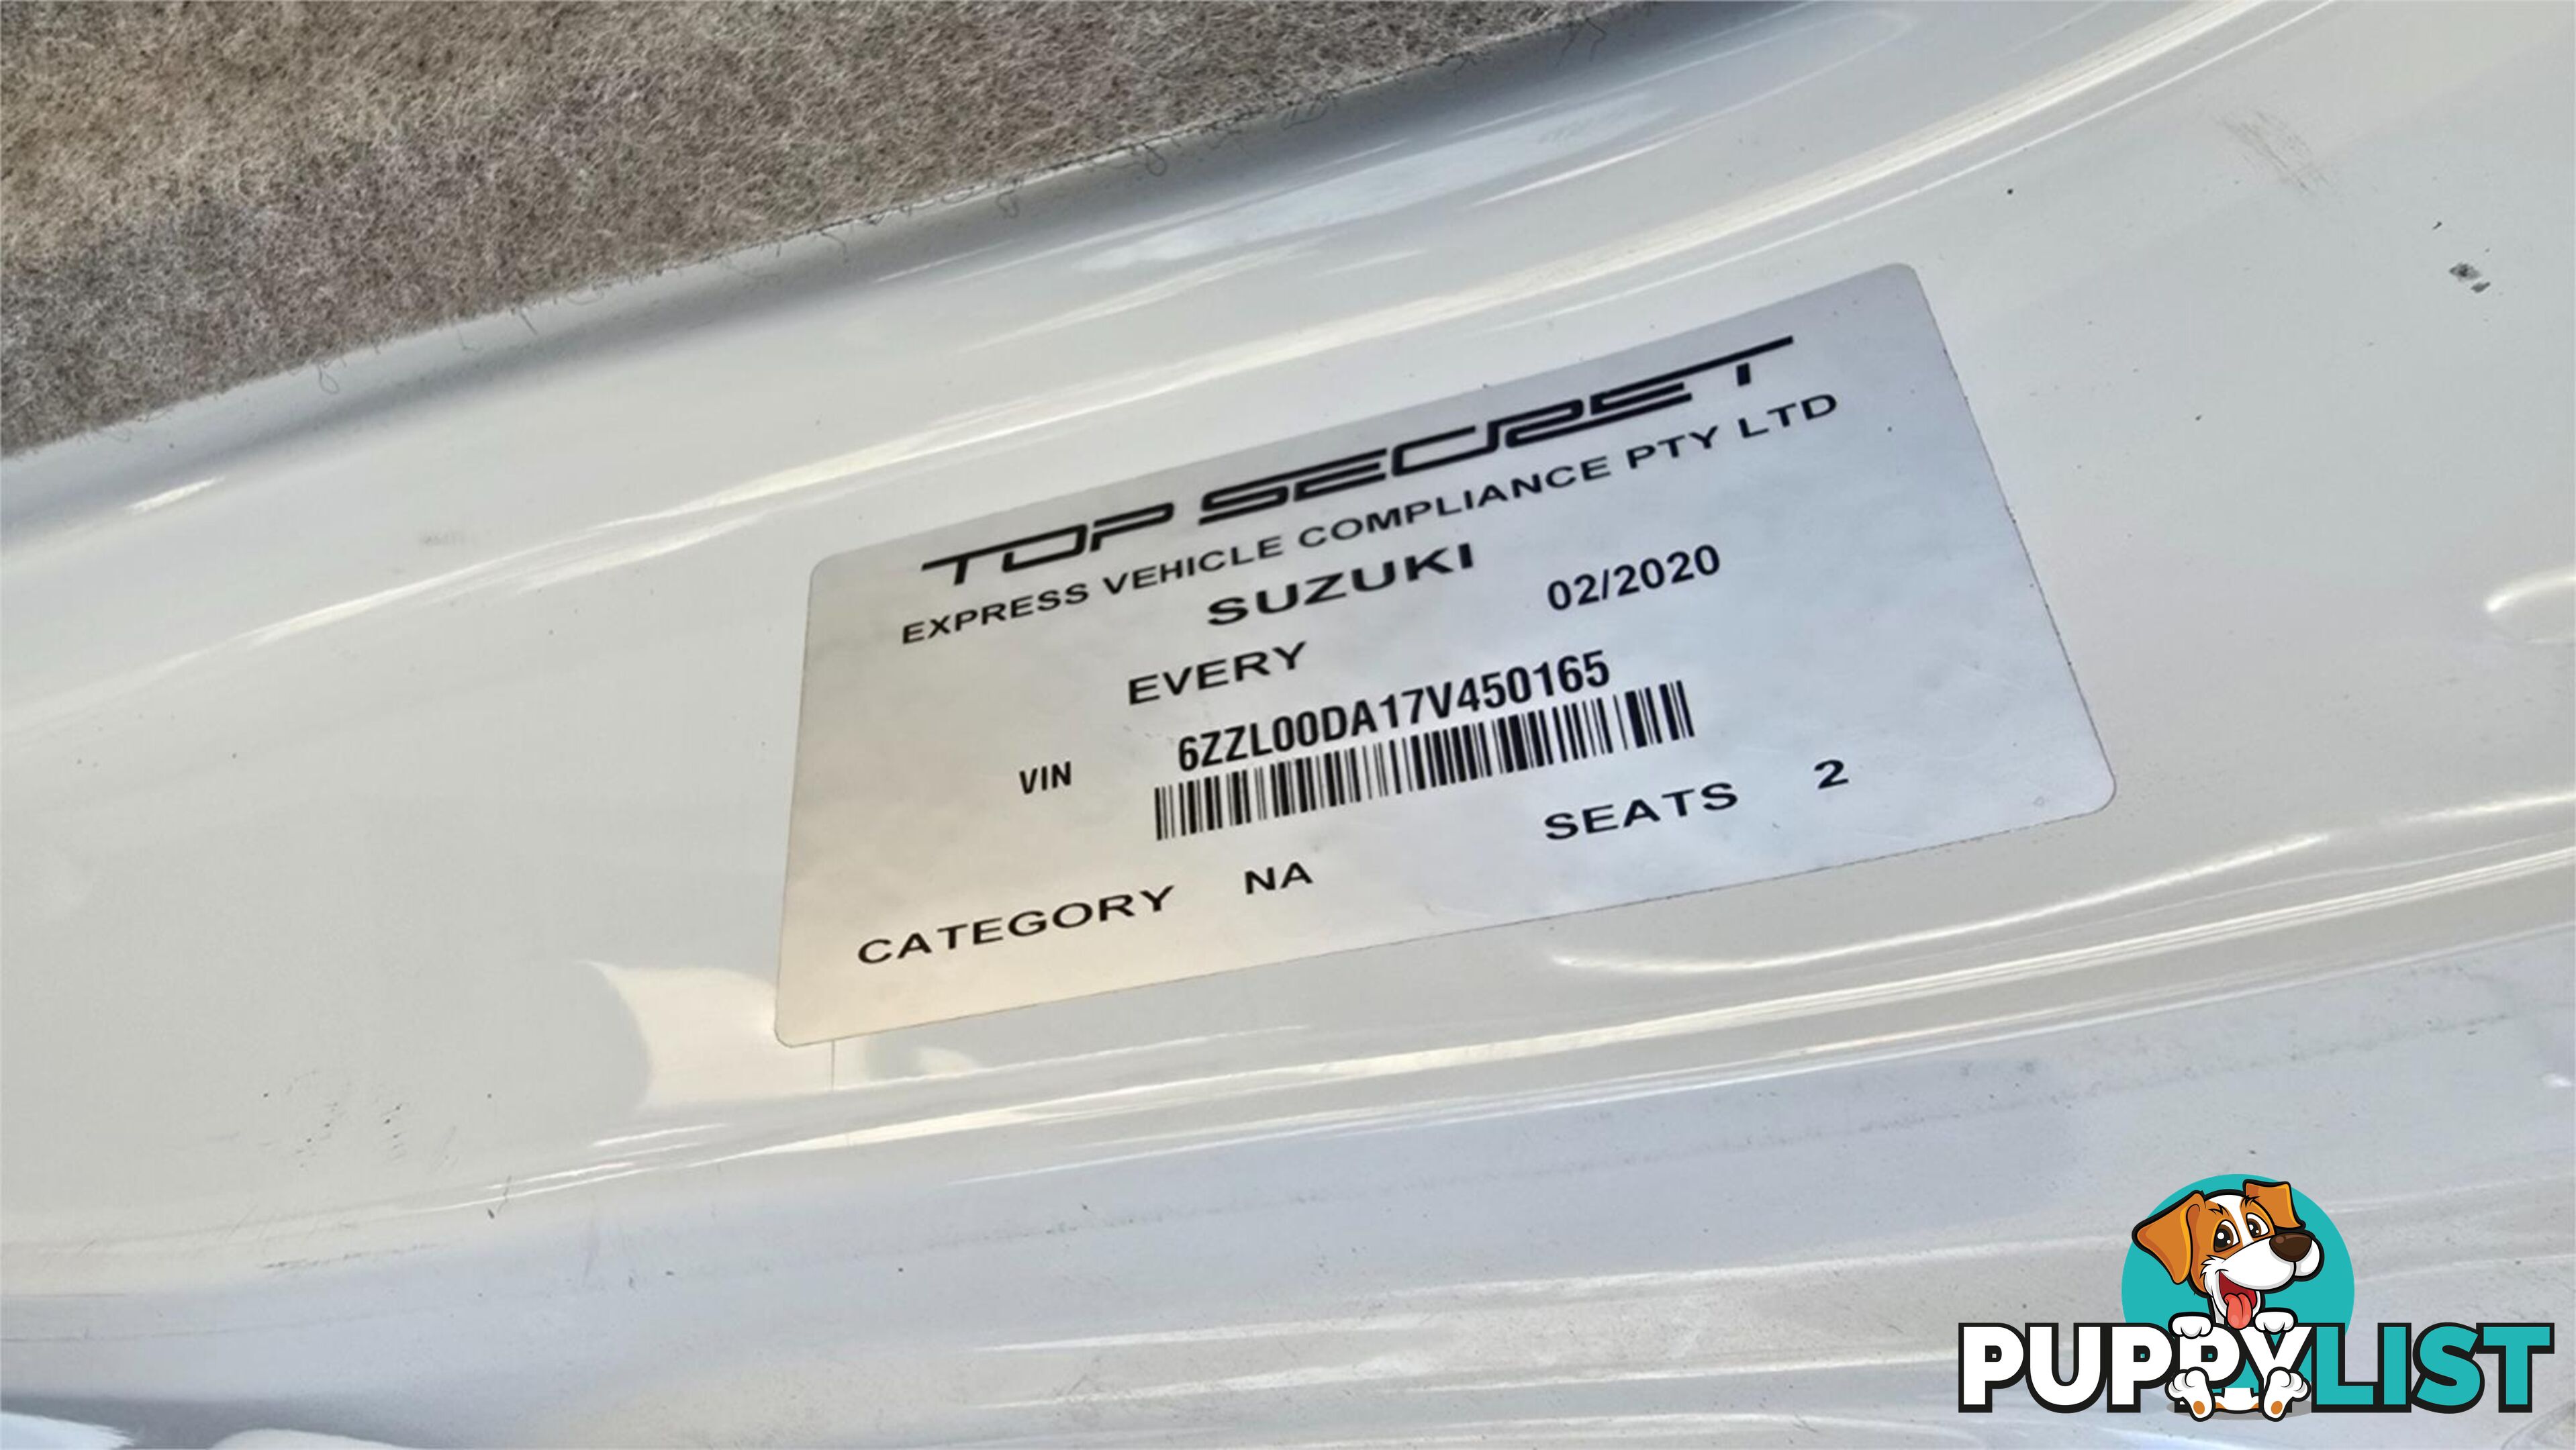 TOP SECRET
EXPRESS VEHICLE COMPLIANCE PTY LTD
SUZUKI
EVERY 02/2020
VIN 6ZZL00DA17V450165
CATEGORY NA SEATS 2
PUPPYLIST